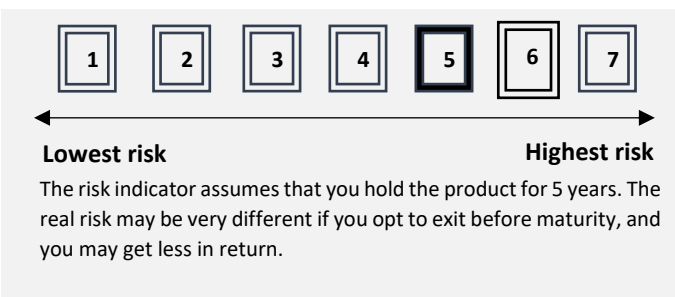 1 2 3 4 5 6 7
Lowest risk Highest risk
The risk indicator assumes that you hold the product for 5 years. The
real risk may be very different if you opt to exit before maturity, and
you may get less in return.